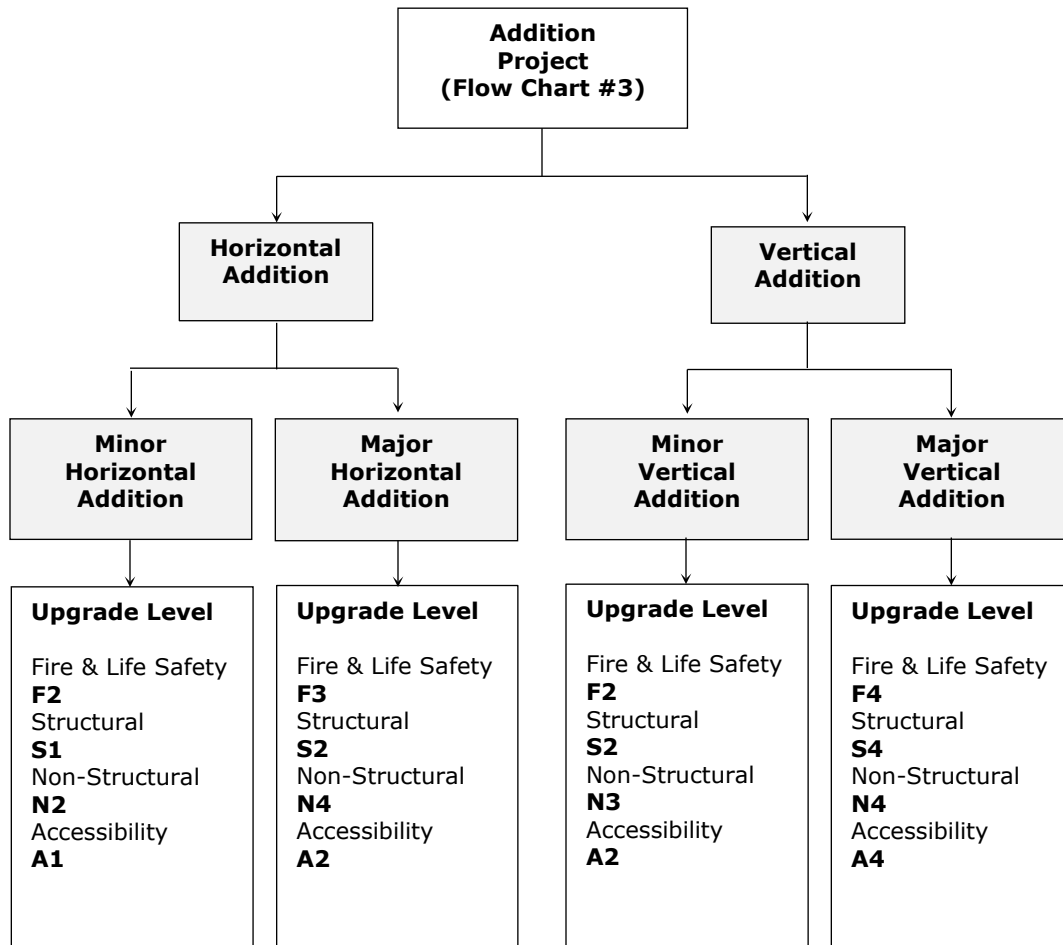 Addition
Project
(Flow Chart #3)
Horizontal
Addition
Vertical
Addition
Minor
Horizontal
Addition
Major
Horizontal
Addition
Minor
Vertical
Addition
Major
Vertical
Addition
Upgrade Level
Fire & Life Safety
F2
Structural
S1
Non-Structural
N2
Accessibility
A1
Upgrade Level
Fire & Life Safety
F3
Structural
S2
Non-Structural
N4
Accessibility
A2
Upgrade Level
Fire & Life Safety
F2
Structural
S2
Non-Structural
N3
Accessibility
A2
Upgrade Level
Fire & Life Safety
F4
Structural
S4
Non-Structural
N4
Accessibility
A4